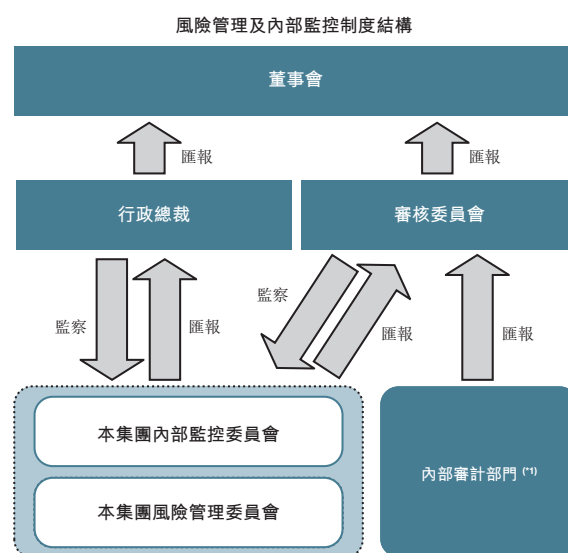 風險管理及內部監控制度結構
董事會
匯報
匯報
行政總裁
審核委員會
監察
匯報
監察
匯報
匯報
本集團內部監控委員會
本集團風險管理委員會
內部審計部門 (*1)